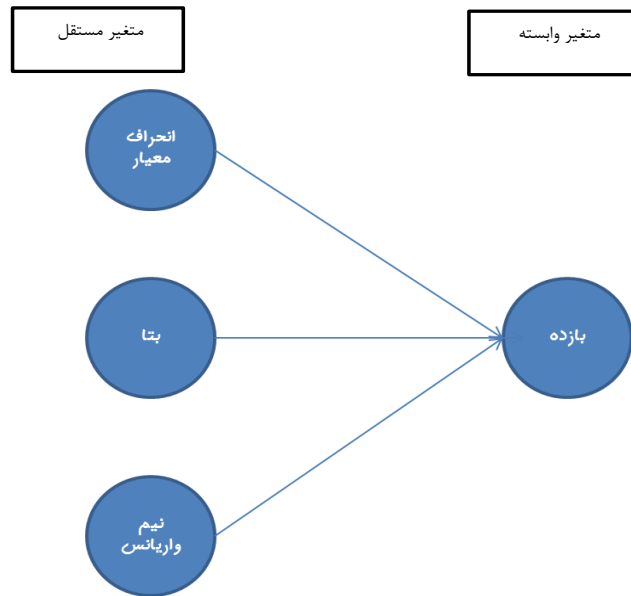 متغیر وابسته
متغیر مستقل
انحراف
معیار
بتا
بازده
نیم
واریانس